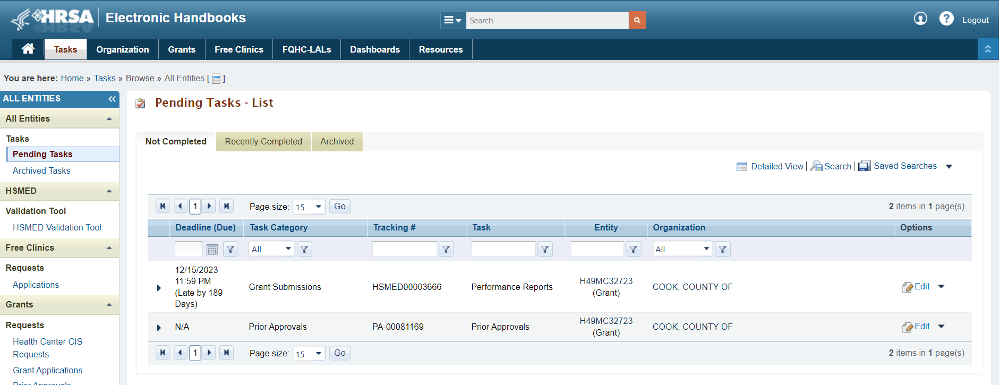 HRSA Electronic Handbooks
Search
Logout
Tasks Organization Grants Free Clinics FQHC-LALs Dashboards Resources
You are here: Home » Tasks » Browse » All Entities [ ]
ALL ENTITIES
All Entities
Tasks
Pending Tasks
Archived Tasks
HSMED
Validation Tool
HSMED Validation Tool
Free Clinics
Requests
Applications
Grants
Requests
Health Center CIS
Requests
Grant Applications
Prior Approvals
Pending Tasks - List
Not Completed Recently Completed Archived
Detailed View | Search | Saved Searches
1 Page size: 15 Go 2 items in 1 page(s)
Deadline (Due) Task Category Tracking # Task Entity Organization Options
All All
12/15/2023
11:59 PM
(Late by 189
Days)
Grant Submissions HSMED00003666 Performance Reports
H49MC32723
(Grant)
COOK, COUNTY OF Edit
N/A Prior Approvals PA-00081169 Prior Approvals
H49MC32723
(Grant)
COOK, COUNTY OF Edit
1 Page size: 15 Go 2 items in 1 page(s)